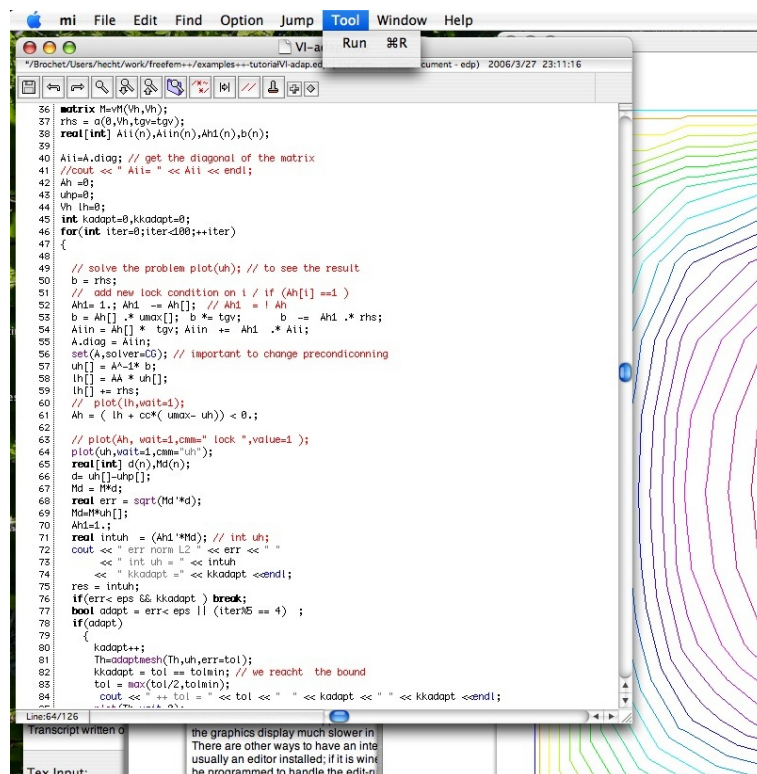 mi File Edit Find Option Jump Tool Window Help
Run ⌘R
VI-a
"/Brochet/Users/hecht/work/freefem++/examples++-tutorial/VI-adap.ed cument - edp) 2006/3/27 23:11:16
36 matrix M=vM(Vh,Vh);
37 rhs = a(0,Vh,tgv=tgv);
38 real[int] Aii(n),Aiin(n),Ah1(n),b(n);
39
40 Aii=A.diag; // get the diagonal of the matrix
41 //cout << " Aii= " << Aii << endl;
42 Ah =0;
43 uhp=0;
44 Vh lh=0;
45 int kadapt=0,kkadapt=0;
46 for(int iter=0;iter<100;++iter)
47 {
48
49 // solve the problem plot(uh); // to see the result
50 b = rhs;
51 // add new lock condition on i / if (Ah[i] ==1 )
52 Ah1= 1.; Ah1 -= Ah[]; // Ah1 = ! Ah
53 b = Ah[] .* umax[]; b *= tgv; b -= Ah1 .* rhs;
54 Aiin = Ah[] * tgv; Aiin += Ah1 .* Aii;
55 A.diag = Aiin;
56 set(A,solver=CG); // important to change precondiconning
57 uh[] = A^-1* b;
58 lh[] = AA * uh[];
59 lh[] += rhs;
60 // plot(lh,wait=1);
61 Ah = ( lh + cc*( umax- uh)) < 0.;
62
63 // plot(Ah, wait=1,cmm=" lock ",value=1 );
64 plot(uh,wait=1,cmm="uh");
65 real[int] d(n),Md(n);
66 d= uh[]-uhp[];
67 Md = M*d;
68 real err = sqrt(Md'*d);
69 Md=M*uh[];
70 Ah1=1.;
71 real intuh = (Ah1'*Md); // int uh;
72 cout << " err norm L2 " << err << " "
73 << " int uh = " << intuh
74 << " kkadapt =" << kkadapt <<endl;
75 res = intuh;
76 if(err< eps && kkadapt ) break;
77 bool adapt = err< eps || (iter%5 == 4) ;
78 if(adapt)
79 {
80 kadapt++;
81 Th=adaptmesh(Th,uh,err=tol);
82 kkadapt = tol == tolmin; // we reacht the bound
83 tol = max(tol/2,tolmin);
84 cout << " ++ tol = " << tol << " " << kadapt << " " << kkadapt <<endl;
Line:64/126
Transcript written o
the graphics display much slower in
There are other ways to have an inte
usually an editor installed; if it is wine
Tex Input:
be programmed to handle the edit-r